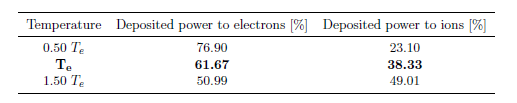 Temperature Deposited power to electrons [%] Deposited power to ions [%]
0.50 Te 76.90 23.10
Te 61.67 38.33
1.50 Te 50.99 49.01